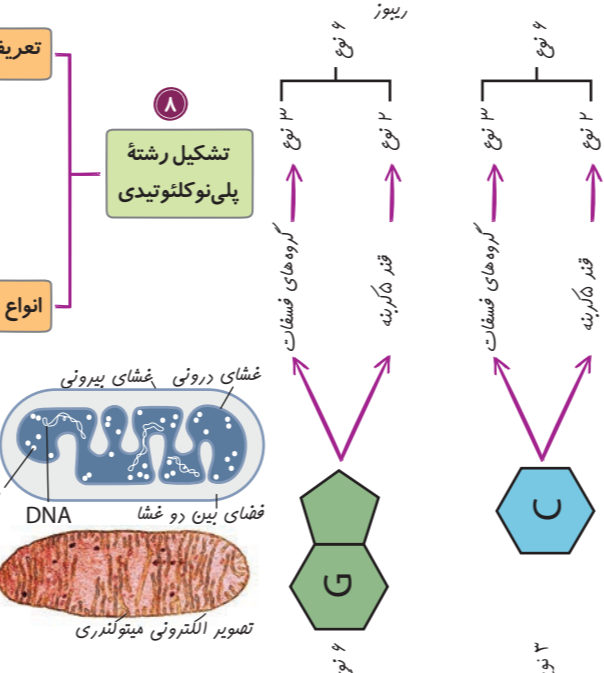 ریبوز
۶ نوع
۳ نوع
۲ نوع
گروه‌های فسفات
قند ۵کربنه
G
۶ نوع
۳ نوع
۲ نوع
گروه‌های فسفات
قند ۵کربنه
C
۳
۸
تشکیل رشتهٔ
پلی‌نوکلئوتیدی
انواع
غشای درونی
غشای بیرونی
DNA
فضای بین دو غشا
تصویر الکترونی میتوکندری